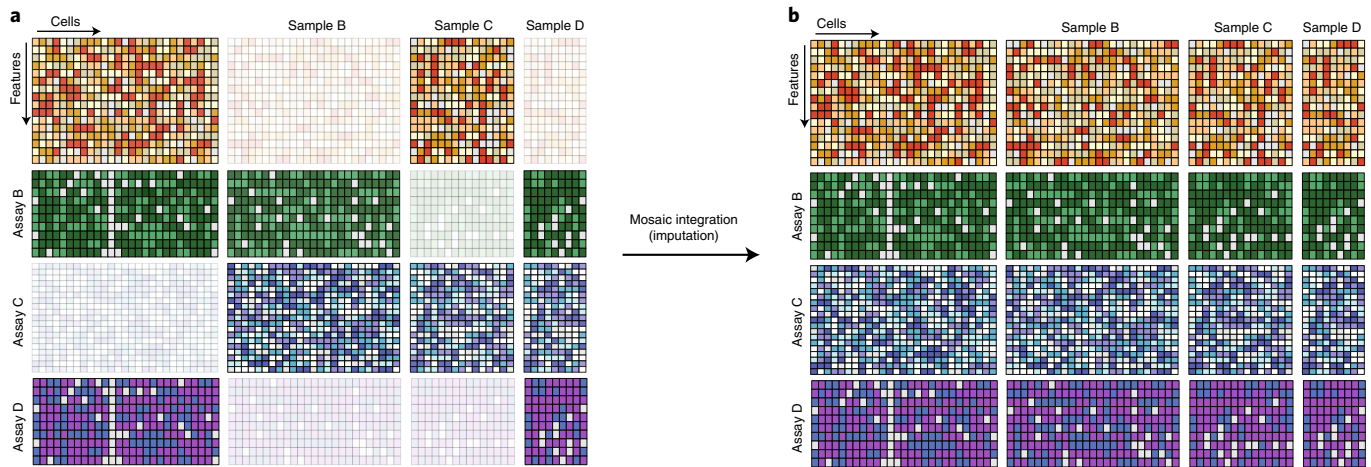 a
Cells
Sample B
Sample C
Sample D
Features
Assay B
Assay C
Assay D
Mosaic integration
(imputation)
b
Cells
Sample B
Sample C
Sample D
Features
Assay B
Assay C
Assay D